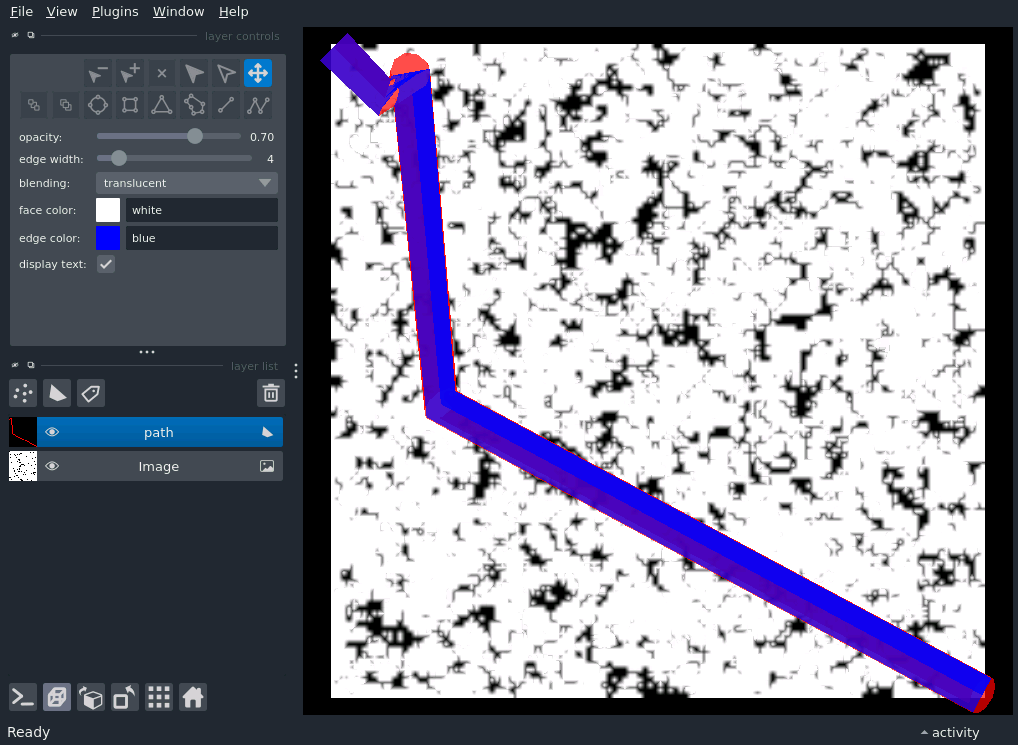 File View Plugins Window Help
layer controls
opacity: 0.70
edge width: 4
blending: translucent
face color: white
edge color: blue
display text:
layer list
path
Image
Ready activity